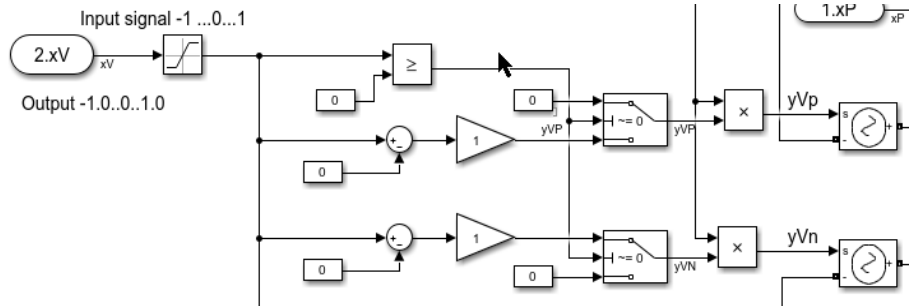 Input signal -1 ...0...1
1.xP
xP
2.xV
xV
≥
Output -1.0..0..1.0
0
0
~= 0
yVP
yVP
×
yVp
s
+
-
+
-
1
0
+
-
1
~= 0
yVN
×
yVn
s
+
-
0
0